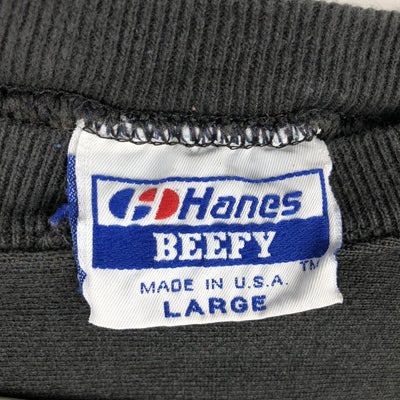 Hanes
BEEFY
TM
MADE IN U.S.A.
LARGE